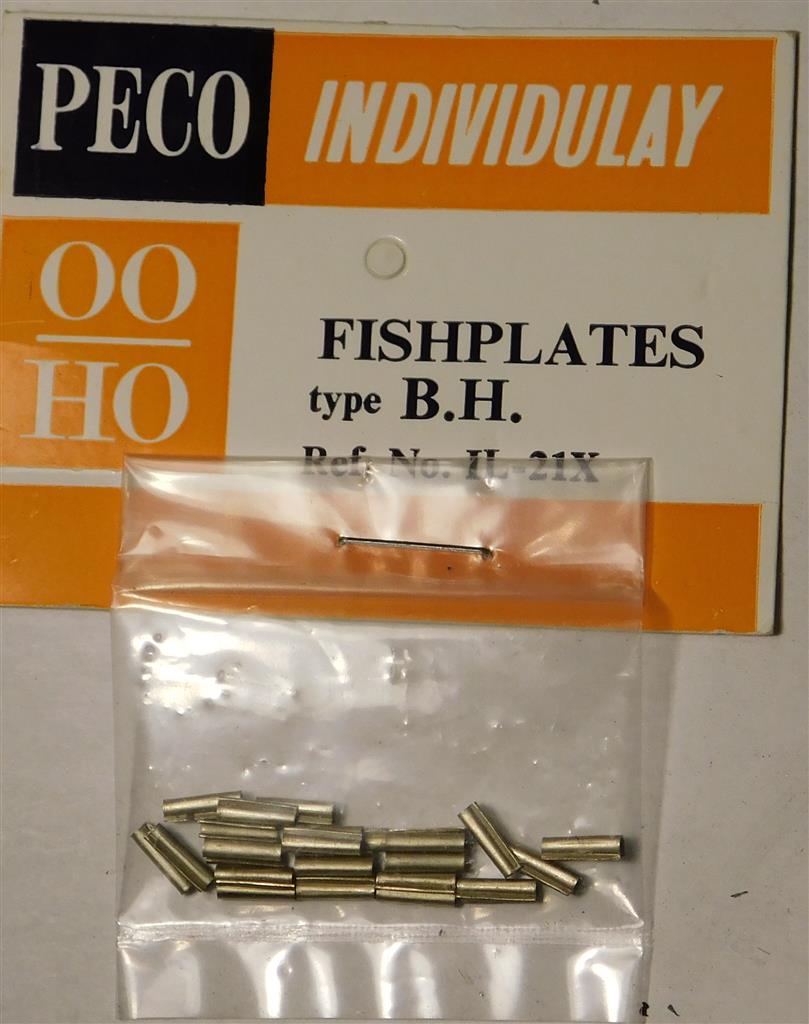 PECO INDIVIDULAY
OO
HO
FISHPLATES
type B.H.
Ref. No. IL-21X